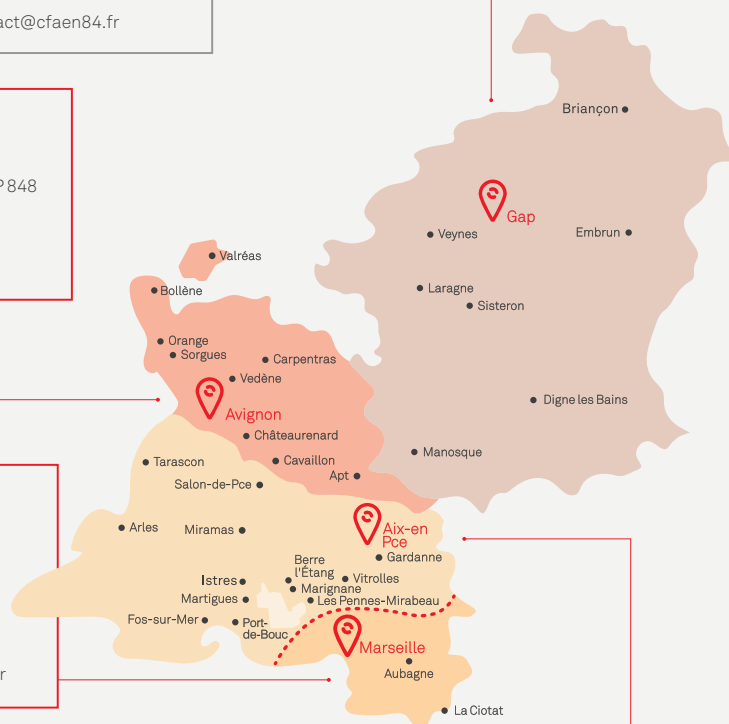 act@cfaen84.fr
P 848
Briançon
Gap
Veynes
Embrun
Valréas
Bollène
Laragne
Sisteron
Orange
Sorgues
Carpentras
Vedène
Digne les Bains
Avignon
Châteaurenard
Manosque
Tarascon
Cavaillon
Apt
Salon-de-Pce
Arles
Miramas
Aix-en
Pce
Gardanne
Berre
l'Étang
Istres
Vitrolles
Marignane
Martigues
Les Pennes-Mirabeau
Fos-sur-Mer
Port-
de-Bouc
Marseille
r
Aubagne
La Ciotat